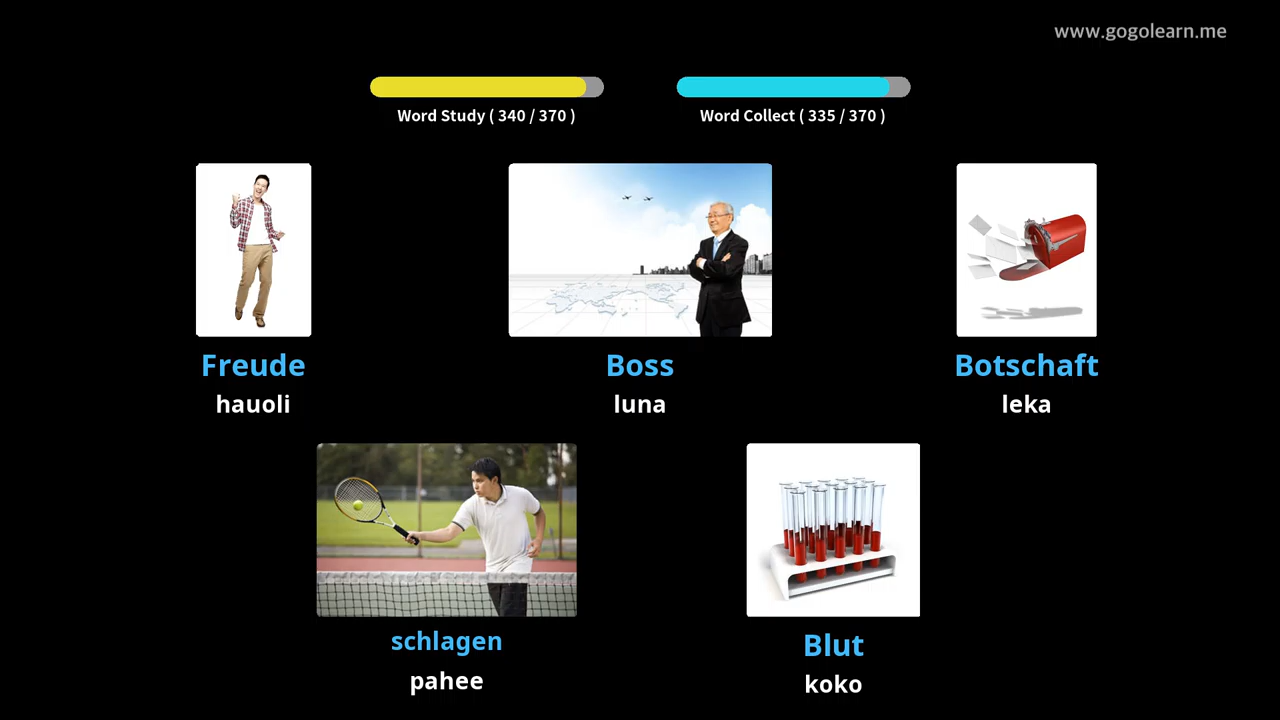 www.gogolearn.me
Word Study ( 340 / 370 )
Word Collect ( 335 / 370 )
Freude
hauoli
Boss
luna
Botschaft
leka
schlagen
pahee
Blut
koko